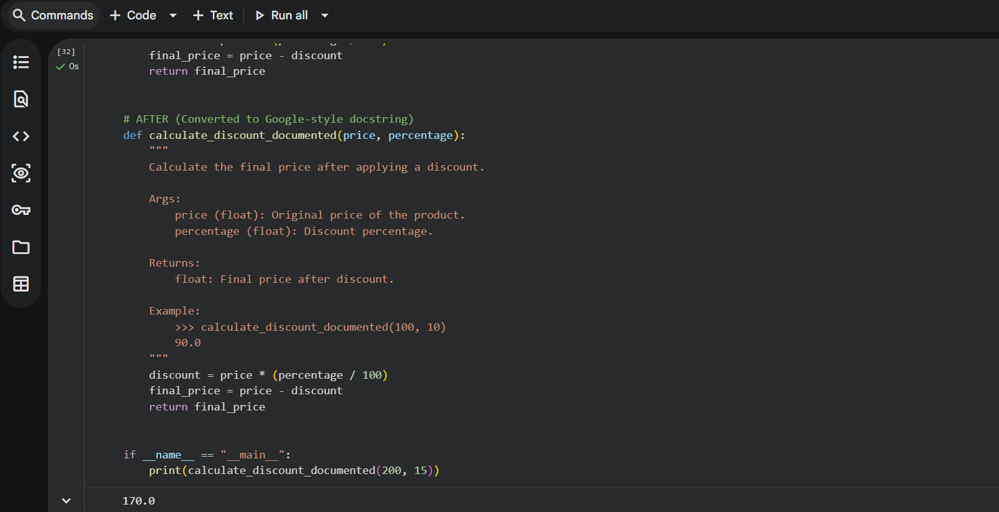 Commands + Code + Text Run all
[32]
0s
final_price = price - discount
return final_price
# AFTER (Converted to Google-style docstring)
def calculate_discount_documented(price, percentage):
"""
Calculate the final price after applying a discount.
Args:
price (float): Original price of the product.
percentage (float): Discount percentage.
Returns:
float: Final price after discount.
Example:
>>> calculate_discount_documented(100, 10)
90.0
"""
discount = price * (percentage / 100)
final_price = price - discount
return final_price
if __name__ == "__main__":
print(calculate_discount_documented(200, 15))
170.0